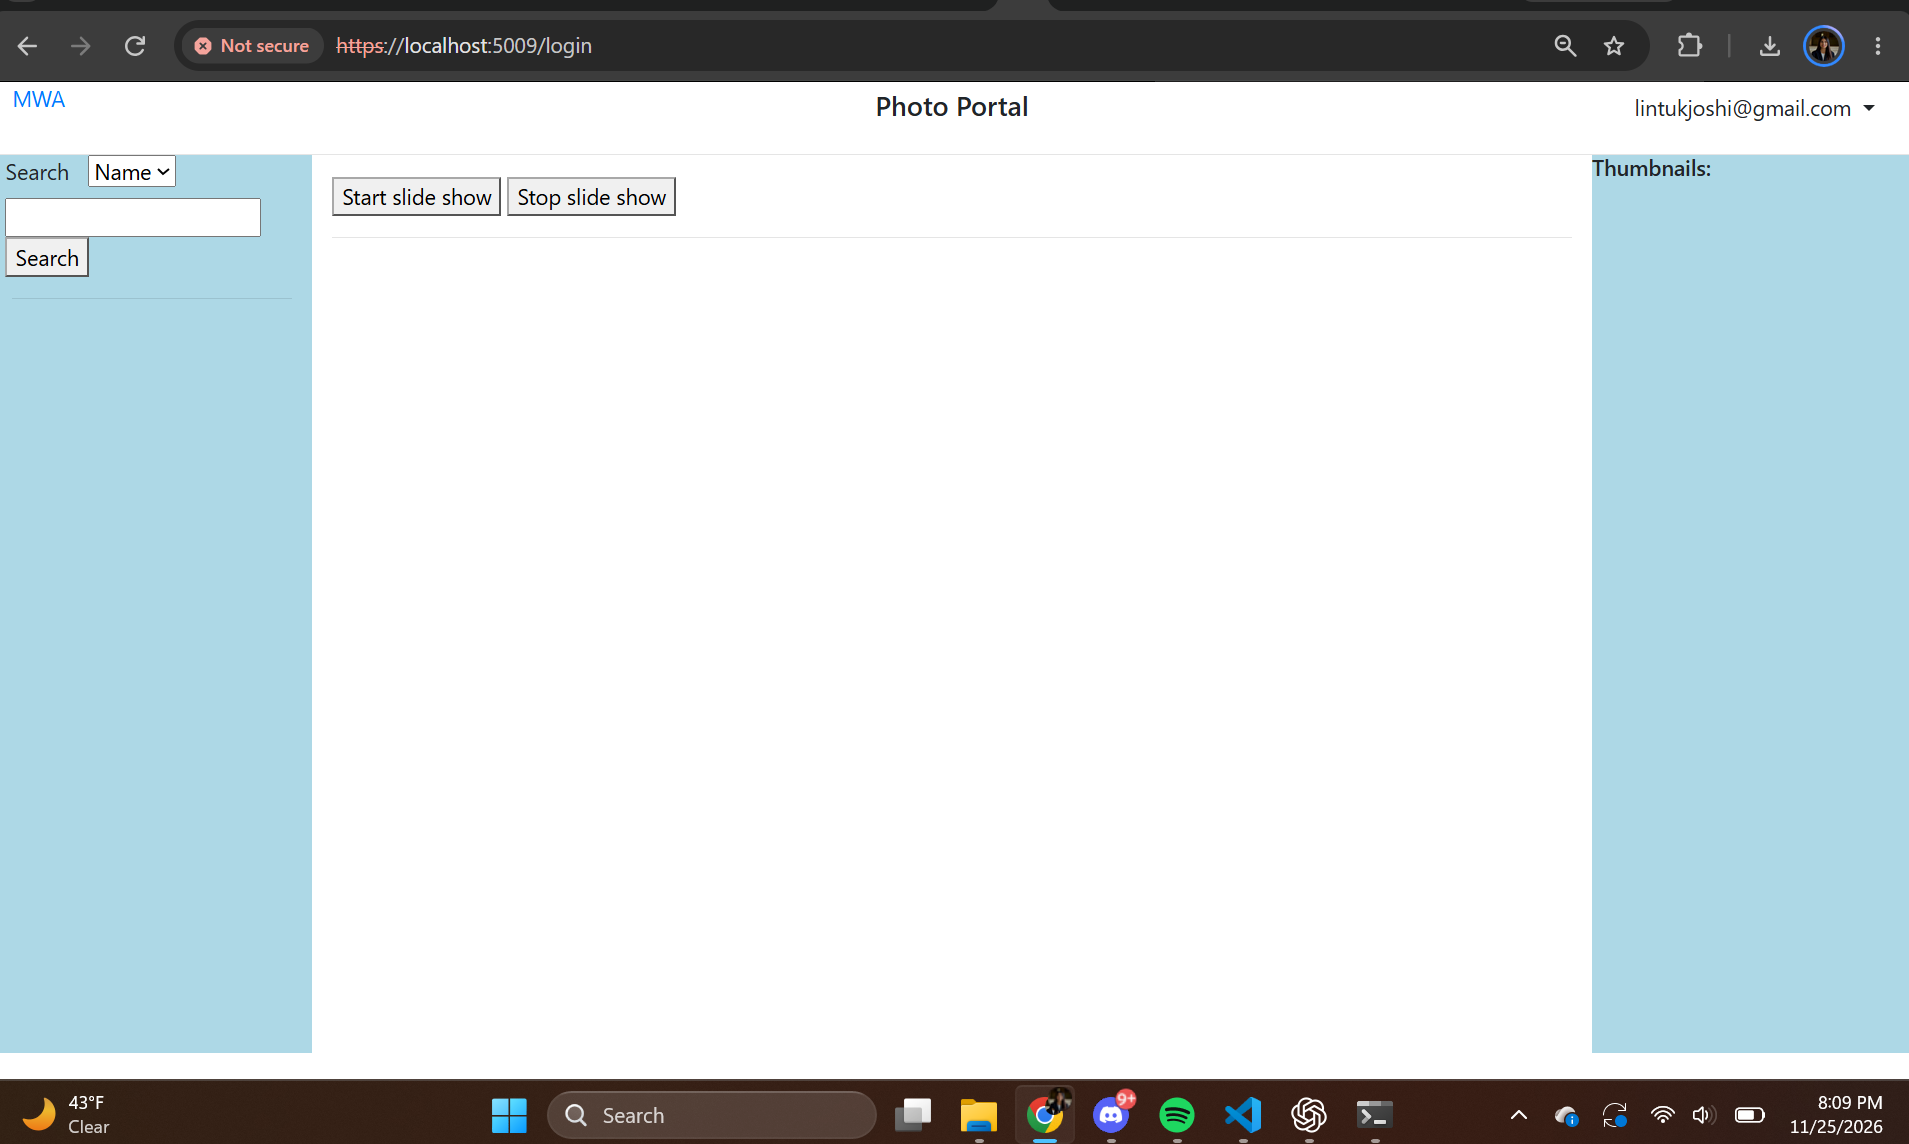 Not secure https://localhost:5009/login
MWA
Photo Portal
lintukjoshi@gmail.com
Search Name
Search
Start slide show Stop slide show
Thumbnails:
43°F
Clear
Search
9+
8:09 PM
11/25/2026